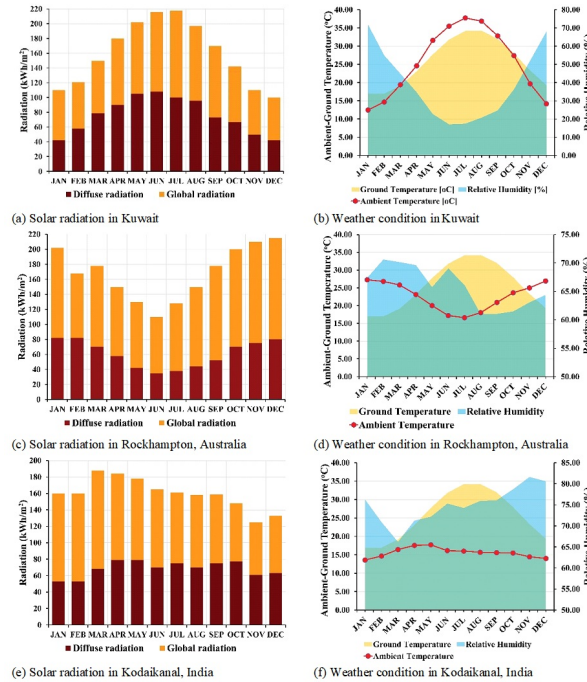 220
200
180
160
140
120
100
80
60
40
20
0
Radiation (kWh/m²)
JAN FEB MAR APR MAY JUN JUL AUG SEP OCT NOV DEC
Diffuse radiation Global radiation
(a) Solar radiation in Kuwait
40.00
35.00
30.00
25.00
20.00
15.00
10.00
5.00
0.00
Ambient-Ground Temperature (°C)
80.00
70.00
60.00
50.00
40.00
30.00
20.00
10.00
0.00
Relative Humidity (%)
JAN FEB MAR APR MAY JUN JUL AUG SEP OCT NOV DEC
Ground Temperature [oC] Relative Humidity [%]
Ambient Temperature [oC]
(b) Weather condition in Kuwait
220
200
180
160
140
120
100
80
60
40
20
0
Radiation (kWh/m²)
JAN FEB MAR APR MAY JUN JUL AUG SEP OCT NOV DEC
Diffuse radiation Global radiation
(c) Solar radiation in Rockhampton, Australia
40.00
35.00
30.00
25.00
20.00
15.00
10.00
5.00
0.00
Ambient-Ground Temperature (°C)
75.00
70.00
65.00
60.00
55.00
50.00
Relative Humidity (%)
JAN FEB MAR APR MAY JUN JUL AUG SEP OCT NOV DEC
Ground Temperature Relative Humidity
Ambient Temperature
(d) Weather condition in Rockhampton, Australia
200
180
160
140
120
100
80
60
40
20
0
Radiation (kWh/m²)
JAN FEB MAR APR MAY JUN JUL AUG SEP OCT NOV DEC
Diffuse radiation Global radiation
(e) Solar radiation in Kodaikanal, India
40.00
35.00
30.00
25.00
20.00
15.00
10.00
5.00
0.00
Ambient-Ground Temperature (°C)
85.00
80.00
75.00
70.00
65.00
60.00
55.00
50.00
Relative Humidity (%)
JAN FEB MAR APR MAY JUN JUL AUG SEP OCT NOV DEC
Ground Temperature Relative Humidity
Ambient Temperature
(f) Weather condition in Kodaikanal, India